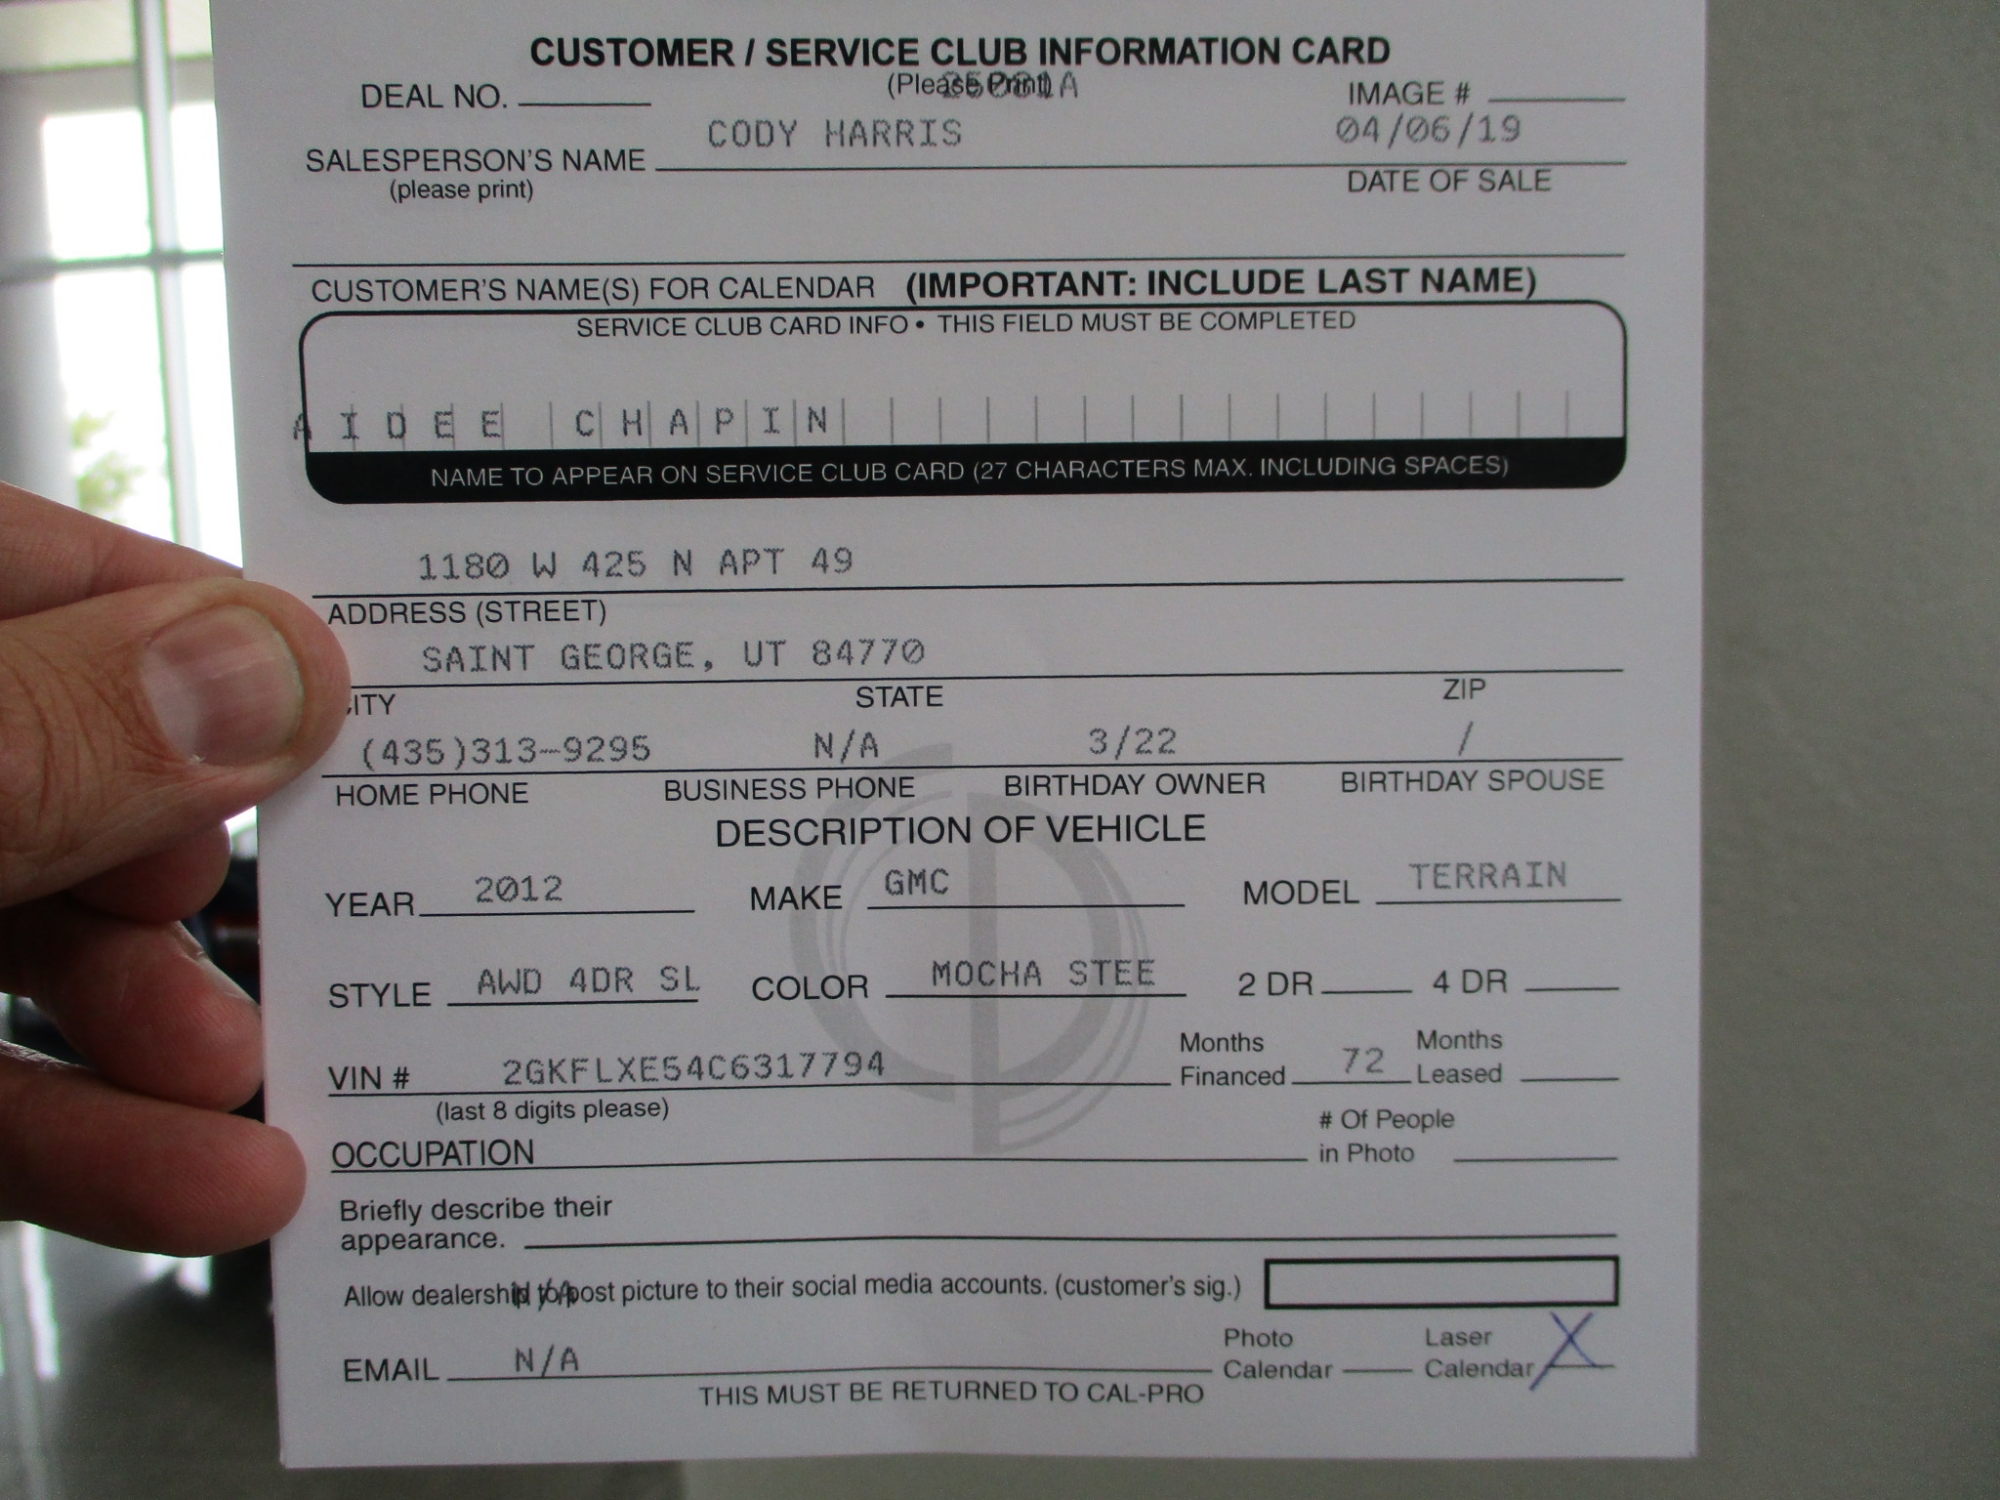 CUSTOMER / SERVICE CLUB INFORMATION CARD
(Please Print)
DEAL NO. IMAGE #
CODY HARRIS 04/06/19
SALESPERSON'S NAME
(please print) DATE OF SALE
CUSTOMER'S NAME(S) FOR CALENDAR (IMPORTANT: INCLUDE LAST NAME)
SERVICE CLUB CARD INFO • THIS FIELD MUST BE COMPLETED
AIDEE CHAPIN
NAME TO APPEAR ON SERVICE CLUB CARD (27 CHARACTERS MAX. INCLUDING SPACES)
1180 W 425 N APT 49
ADDRESS (STREET)
SAINT GEORGE, UT 84770
CITY STATE ZIP
(435)313-9295 N/A 3/22 /
HOME PHONE BUSINESS PHONE BIRTHDAY OWNER BIRTHDAY SPOUSE
DESCRIPTION OF VEHICLE
YEAR 2012 MAKE GMC MODEL TERRAIN
STYLE AWD 4DR SL COLOR MOCHA STEE 2 DR 4 DR
VIN # 2GKFLXE54C6317794 Months Financed 72 Months Leased
(last 8 digits please)
OCCUPATION # Of People in Photo
Briefly describe their
appearance.
Allow dealership to post picture to their social media accounts. (customer's sig.)
N/A
EMAIL N/A Photo Calendar Laser Calendar X
THIS MUST BE RETURNED TO CAL-PRO